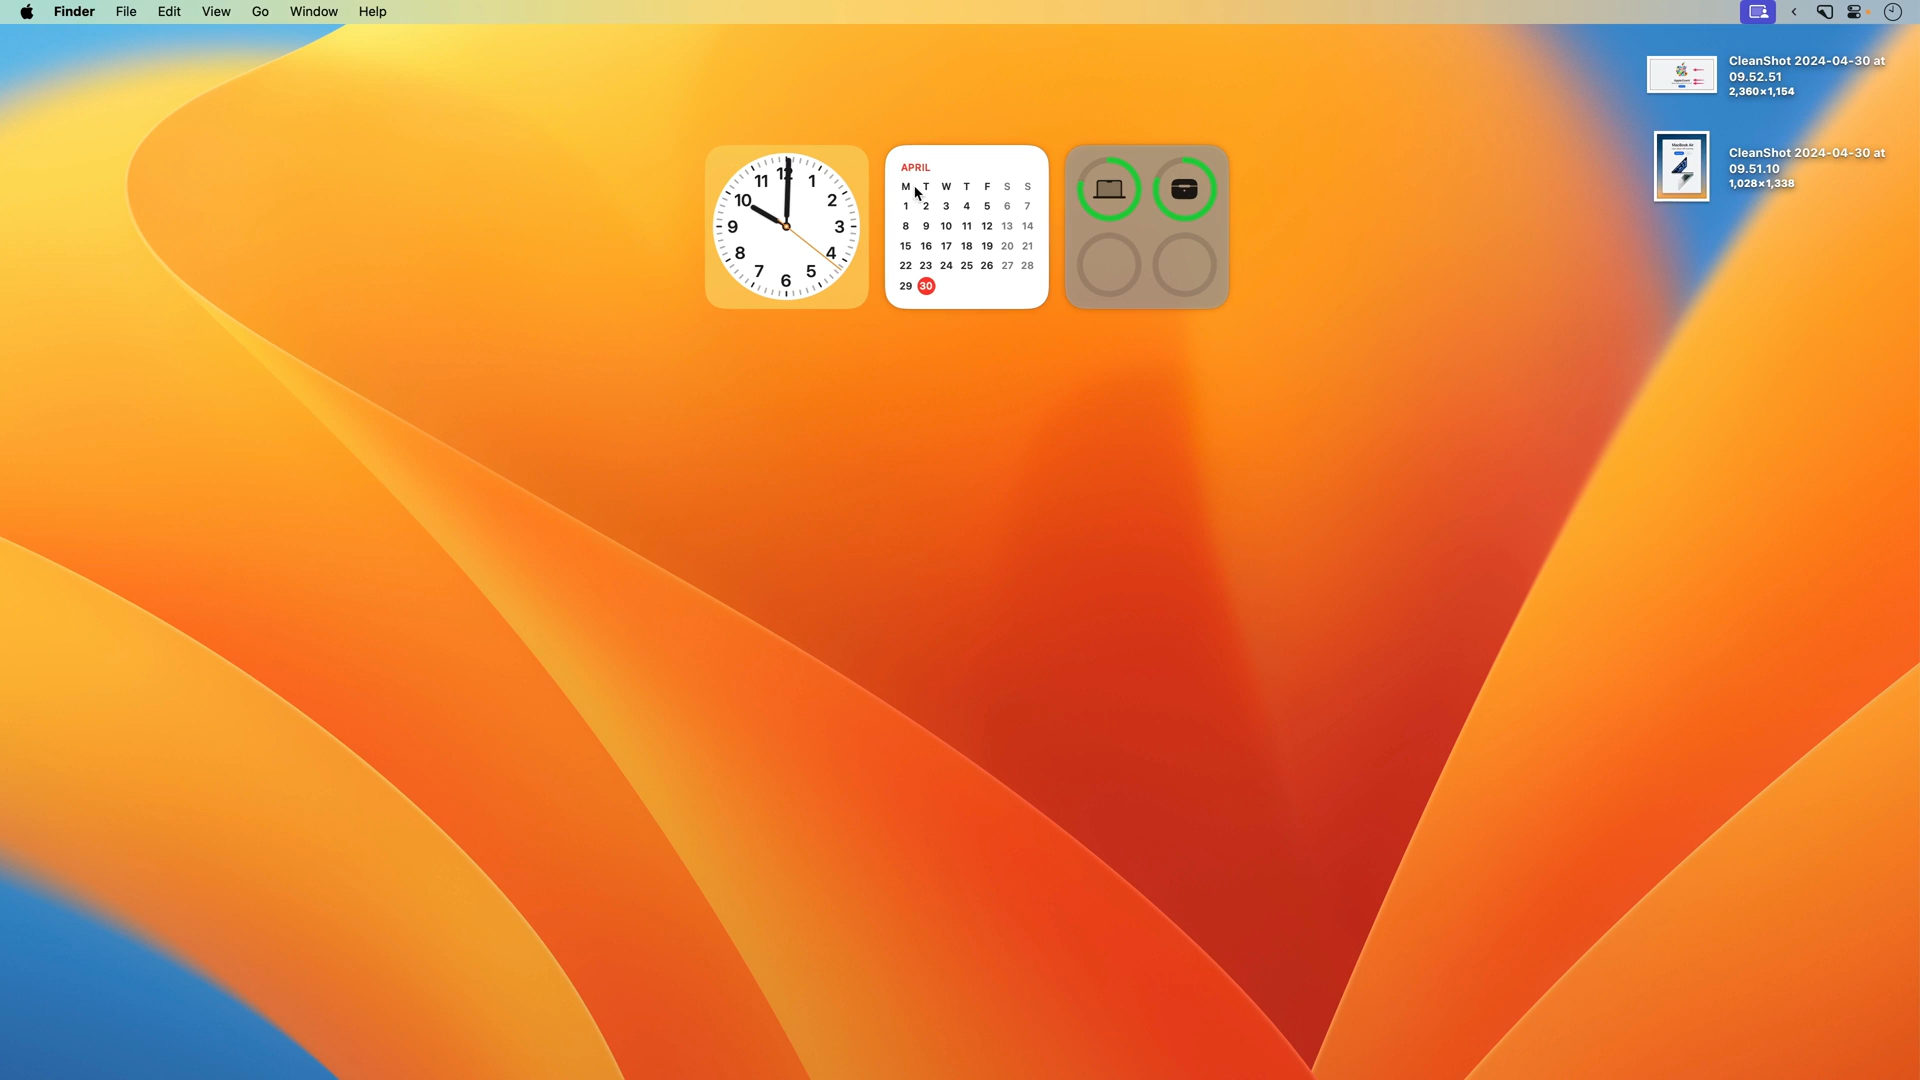 Finder File Edit View Go Window Help
CleanShot 2024-04-30 at
09.52.51
2,360×1,154
CleanShot 2024-04-30 at
09.51.10
1,028×1,338
12
1
2
3
4
5
6
7
8
9
10
11
APRIL
M T W T F S S
1 2 3 4 5 6 7
8 9 10 11 12 13 14
15 16 17 18 19 20 21
22 23 24 25 26 27 28
29 30
MacBook Air